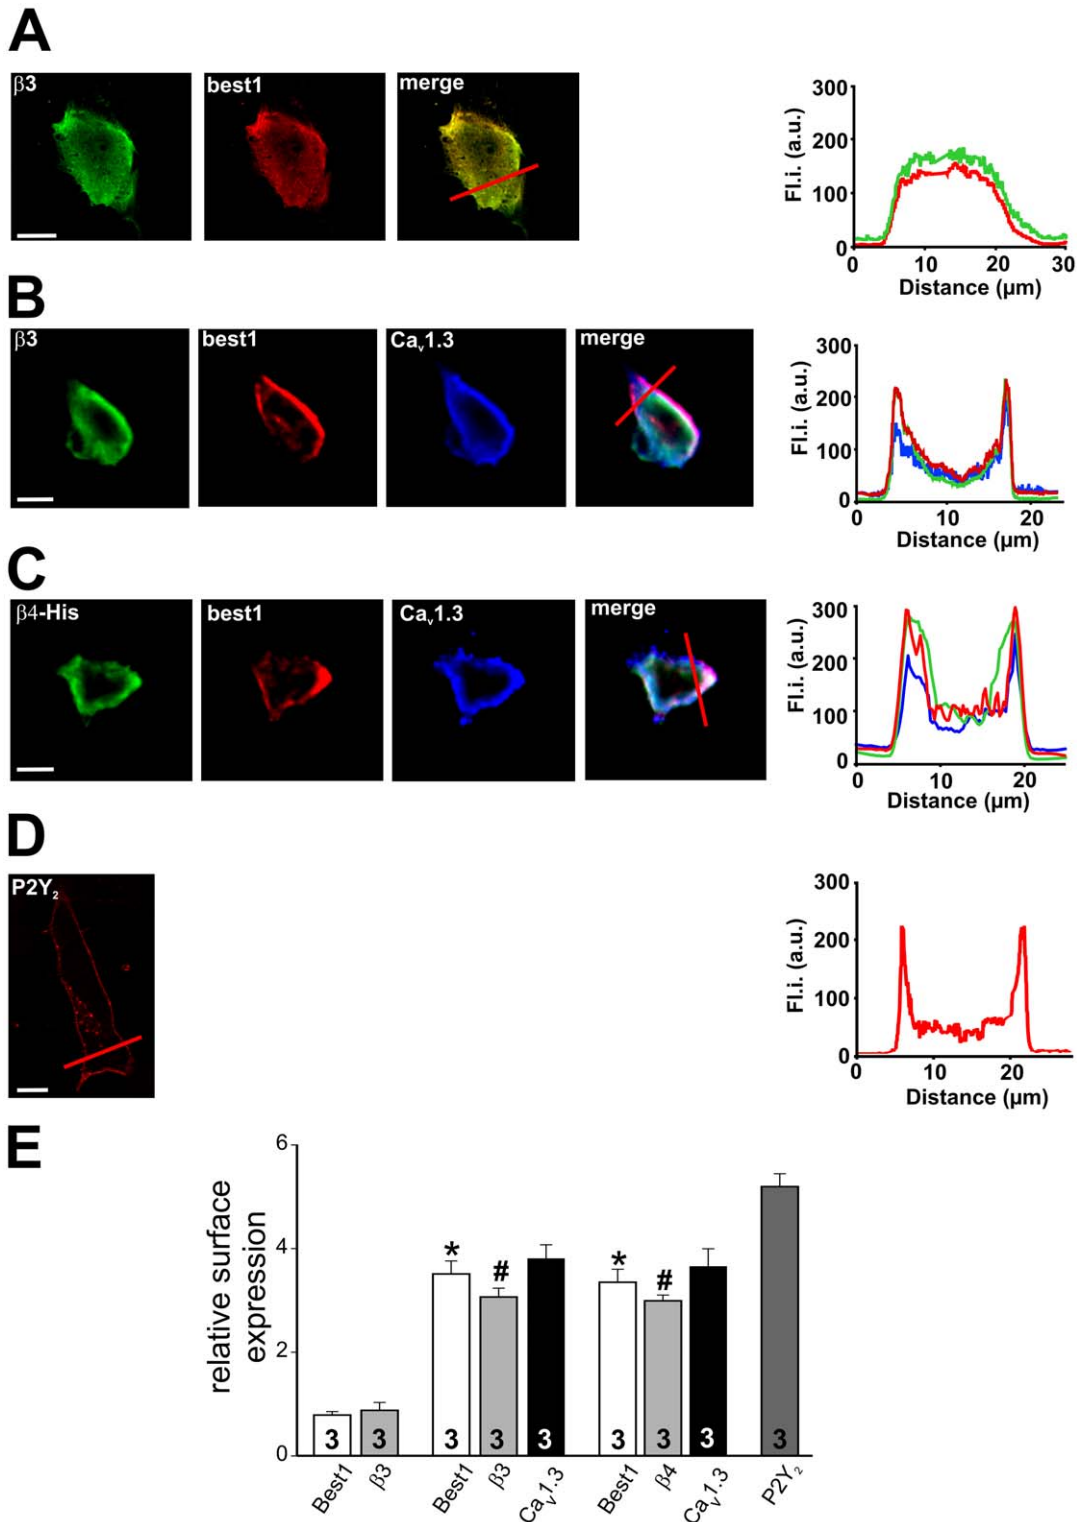 A
β3 best1 merge
300
200
100
0
Fl.i. (a.u.)
0 10 20 30
Distance (µm)
B
β3 best1 Cav1.3 merge
300
200
100
0
Fl.i. (a.u.)
0 10 20
Distance (µm)
C
β4-His best1 Cav1.3 merge
300
200
100
0
Fl.i. (a.u.)
10 20
Distance (µm)
D
P2Y2
300
200
100
0
Fl.i. (a.u.)
0 10 20
Distance (µm)
E
relative surface
expression
6
4
2
0
* # * #
3 3 3 3 3 3 3 3 3
Best1 β3 Best1 β3 Cav1.3 Best1 β4 Cav1.3 P2Y2